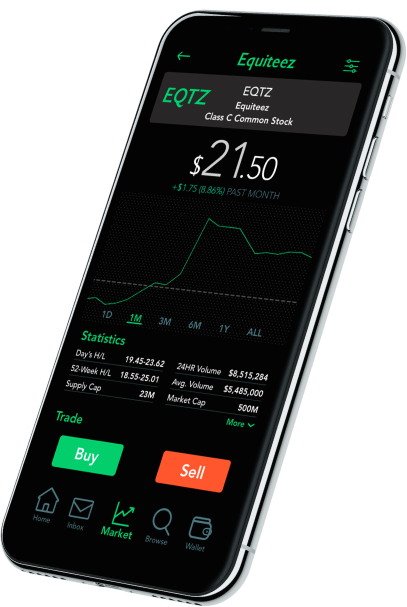 Equiteez
EQTZ
EQTZ
Equiteez
Class C Common Stock
$21.50
+$1.75 (8.86%) PAST MONTH
1D 1M 3M 6M 1Y ALL
Statistics
Day's H/L 19.45-23.62
24HR Volume $8,515,284
52-Week H/L 18.55-25.01
Avg. Volume $5,485,000
Supply Cap 23M
Market Cap 500M
More
Trade
Buy
Sell
Home
Inbox
Market
Browse
Wallet